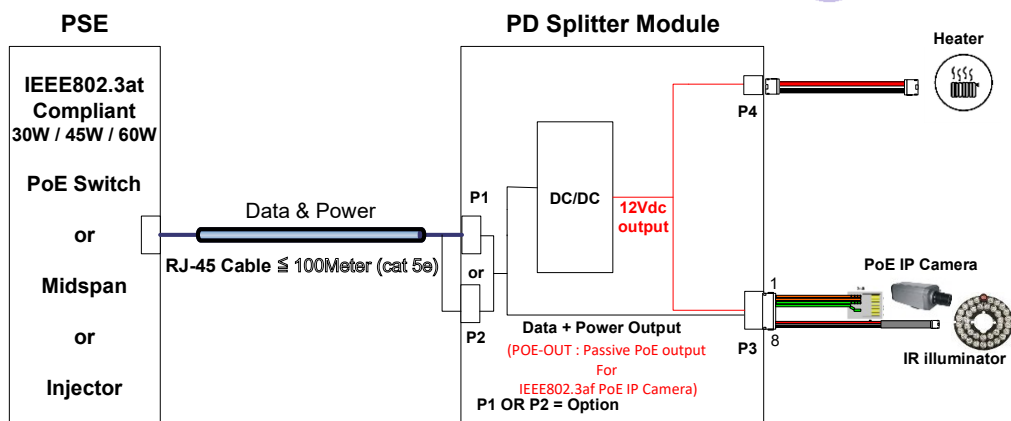 PSE
PD Splitter Module
IEEE802.3at
Compliant
30W / 45W / 60W
PoE Switch
or
Midspan
or
Injector
Data & Power
RJ-45 Cable ≦ 100Meter (cat 5e)
P1
or
P2
DC/DC
12Vdc
output
P4
Heater
Data + Power Output
(POE-OUT : Passive PoE output
For
IEEE802.3af PoE IP Camera)
P1 OR P2 = Option
P3
1
8
PoE IP Camera
IR illuminator